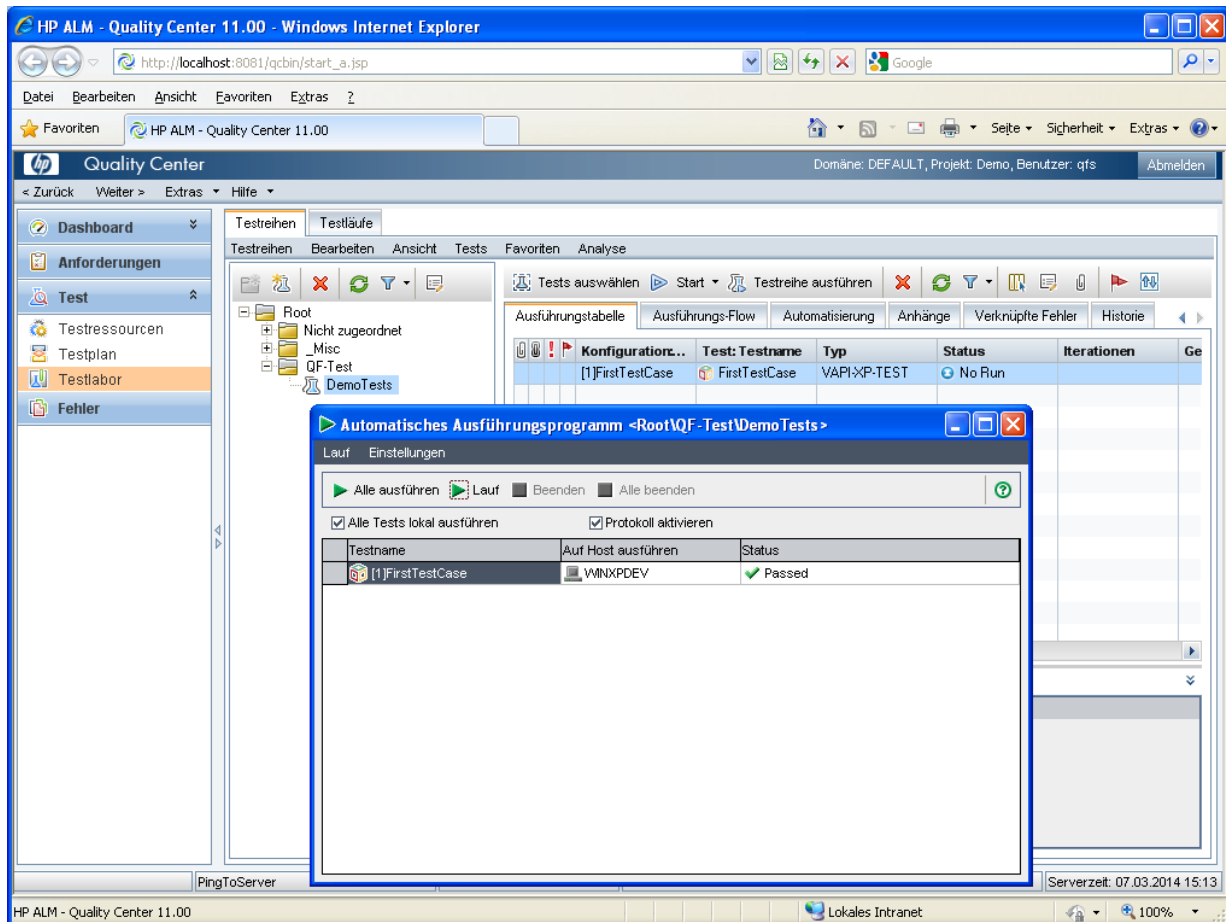 HP ALM - Quality Center 11.00 - Windows Internet Explorer
http://localhost:8081/qcbin/start_a.jsp
Google
Datei Bearbeiten Ansicht Favoriten Extras ?
Favoriten HP ALM - Quality Center 11.00 Seite Sicherheit Extras
hp Quality Center Domäne: DEFAULT, Projekt: Demo, Benutzer: qfs Abmelden
< Zurück Weiter > Extras Hilfe
Dashboard
Anforderungen
Test
Testressourcen
Testplan
Testlabor
Fehler
Testreihen Testläufe
Testreihen Bearbeiten Ansicht Tests Favoriten Analyse
Root
Nicht zugeordnet
_Misc
QF-Test
DemoTests
Tests auswählen Start Testreihe ausführen
Ausführungstabelle Ausführungs-Flow Automatisierung Anhänge Verknüpfte Fehler Historie
Konfiguration:... Test: Testname Typ Status Iterationen Ge
[1]FirstTestCase FirstTestCase VAPI-XP-TEST No Run
Automatisches Ausführungsprogramm <Root\QF-Test\DemoTests>
Lauf Einstellungen
Alle ausführen Lauf Beenden Alle beenden
Alle Tests lokal ausführen Protokoll aktivieren
Testname Auf Host ausführen Status
[1]FirstTestCase WINXPDEV Passed
PingToServer Serverzeit: 07.03.2014 15:13
HP ALM - Quality Center 11.00 Lokales Intranet 100%